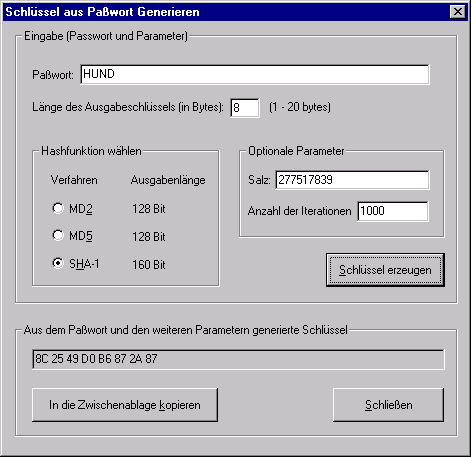 Schlüssel aus Paßwort Generieren
Eingabe (Passwort und Parameter)
Paßwort: HUND
Länge des Ausgabeschlüssels (in Bytes): 8 (1 - 20 bytes)
Hashfunktion wählen
Verfahren Ausgabenlänge
MD2 128 Bit
MD5 128 Bit
SHA-1 160 Bit
Optionale Parameter
Salz: 277517839
Anzahl der Iterationen 1000
Schlüssel erzeugen
Aus dem Paßwort und den weiteren Parametern generierte Schlüssel
8C 25 49 D0 B6 87 2A 87
In die Zwischenablage kopieren
Schließen